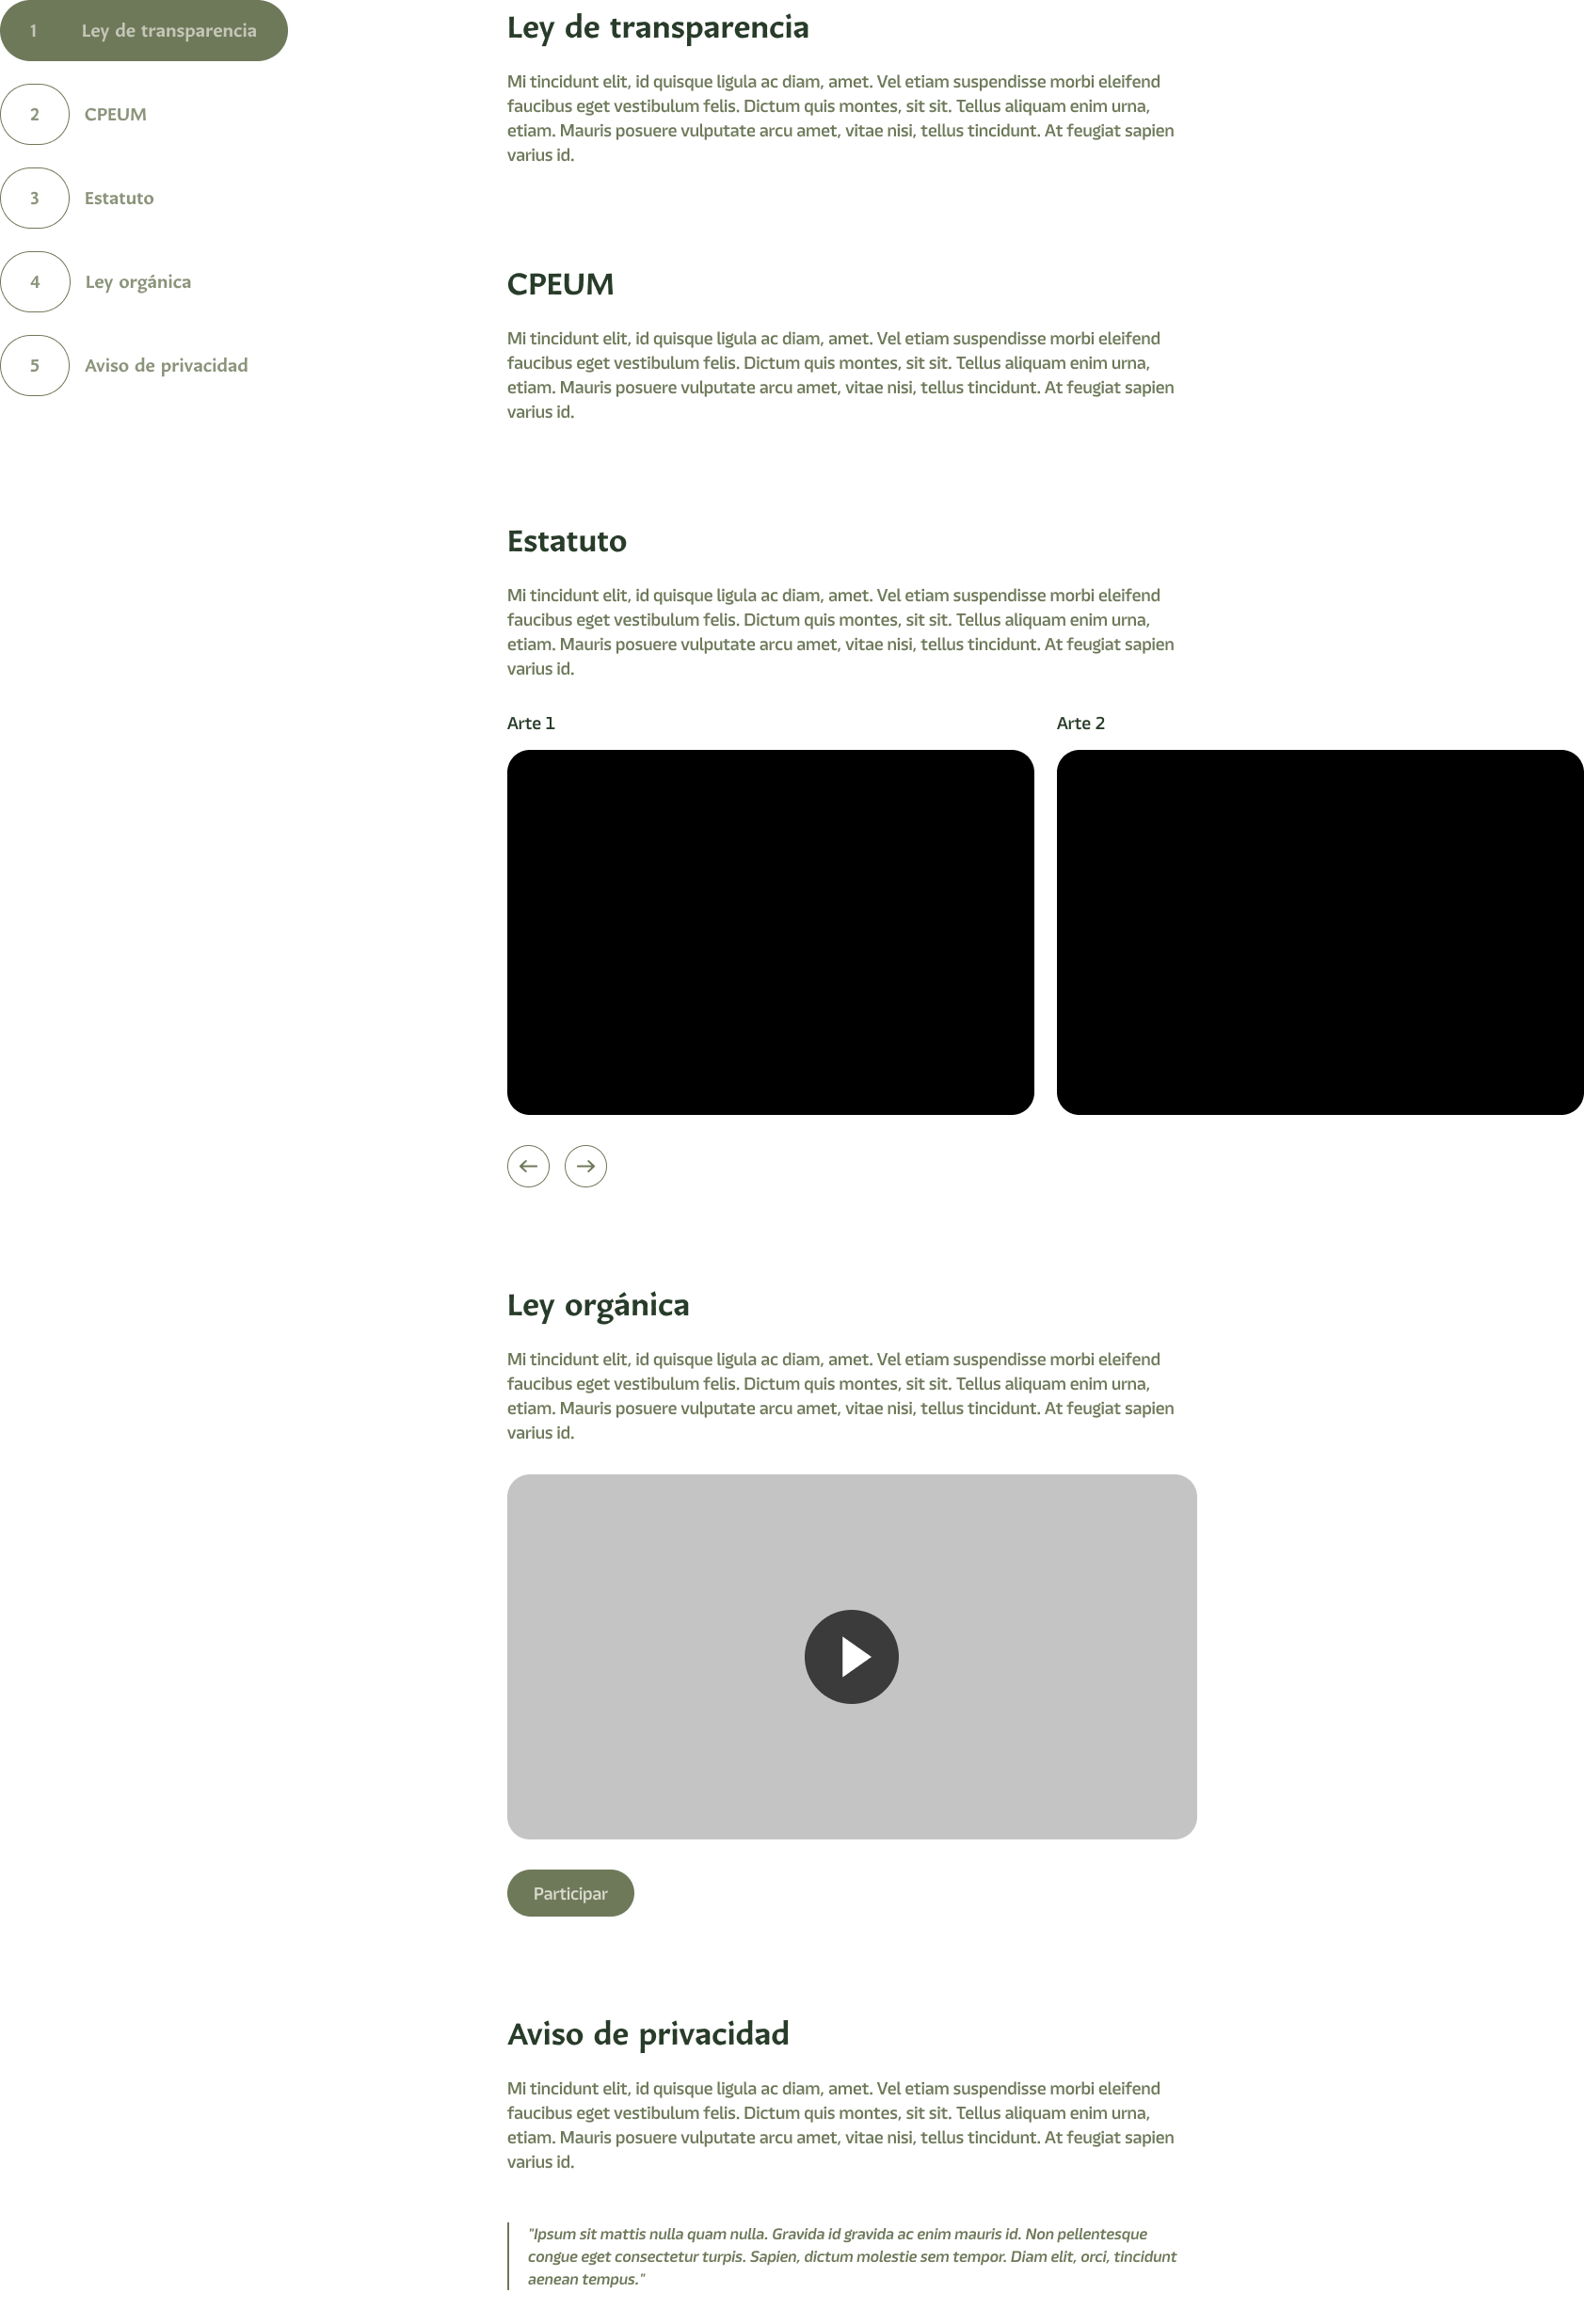 1 Ley de transparencia
2 CPEUM
3 Estatuto
4 Ley orgánica
5 Aviso de privacidad
Ley de transparencia
Mi tincidunt elit, id quisque ligula ac diam, amet. Vel etiam suspendisse morbi eleifend
faucibus eget vestibulum felis. Dictum quis montes, sit sit. Tellus aliquam enim urna,
etiam. Mauris posuere vulputate arcu amet, vitae nisi, tellus tincidunt. At feugiat sapien
varius id.
CPEUM
Mi tincidunt elit, id quisque ligula ac diam, amet. Vel etiam suspendisse morbi eleifend
faucibus eget vestibulum felis. Dictum quis montes, sit sit. Tellus aliquam enim urna,
etiam. Mauris posuere vulputate arcu amet, vitae nisi, tellus tincidunt. At feugiat sapien
varius id.
Estatuto
Mi tincidunt elit, id quisque ligula ac diam, amet. Vel etiam suspendisse morbi eleifend
faucibus eget vestibulum felis. Dictum quis montes, sit sit. Tellus aliquam enim urna,
etiam. Mauris posuere vulputate arcu amet, vitae nisi, tellus tincidunt. At feugiat sapien
varius id.
Arte 1
Arte 2
Ley orgánica
Mi tincidunt elit, id quisque ligula ac diam, amet. Vel etiam suspendisse morbi eleifend
faucibus eget vestibulum felis. Dictum quis montes, sit sit. Tellus aliquam enim urna,
etiam. Mauris posuere vulputate arcu amet, vitae nisi, tellus tincidunt. At feugiat sapien
varius id.
Participar
Aviso de privacidad
Mi tincidunt elit, id quisque ligula ac diam, amet. Vel etiam suspendisse morbi eleifend
faucibus eget vestibulum felis. Dictum quis montes, sit sit. Tellus aliquam enim urna,
etiam. Mauris posuere vulputate arcu amet, vitae nisi, tellus tincidunt. At feugiat sapien
varius id.
"Ipsum sit mattis nulla quam nulla. Gravida id gravida ac enim mauris id. Non pellentesque
congue eget consectetur turpis. Sapien, dictum molestie sem tempor. Diam elit, orci, tincidunt
aenean tempus."